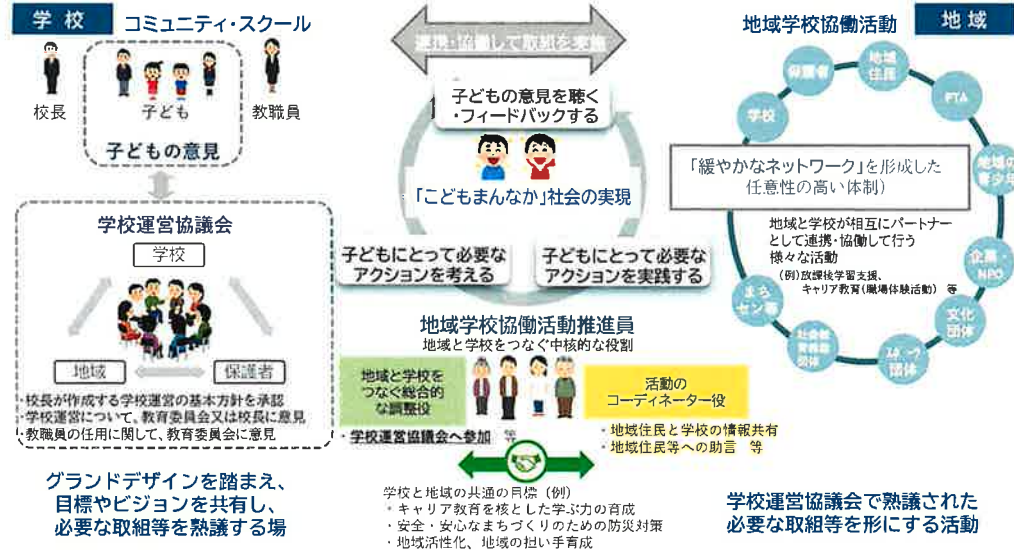 学校
コミュニティ・スクール
校長
子ども
教職員
子どもの意見
学校運営協議会
学校
地域
保護者
・校長が作成する学校運営の基本方針を承認
・学校運営について、教育委員会又は校長に意見
・教職員の任用に関して、教育委員会に意見
グランドデザインを踏まえ、
目標やビジョンを共有し、
必要な取組等を熟議する場
連携・協働して取組を実施
子どもの意見を聴く
・フィードバックする
「こどもまんなか」社会の実現
子どもにとって必要な
アクションを考える
子どもにとって必要な
アクションを実践する
地域学校協働活動推進員
地域と学校をつなぐ中核的な役割
地域と学校を
つなぐ総合的
な調整役
・学校運営協議会へ参加 等
活動の
コーディネーター役
・地域住民と学校の情報共有
・地域住民等への助言 等
学校と地域の共通の目標（例）
・キャリア教育を核とした学ぶ力の育成
・安全・安心なまちづくりのための防災対策
・地域活性化、地域の担い手育成
地域学校協働活動
地域
学校
保護者
地域
住民
PTA
地域の
青少年
企業・
NPO
文化
団体
スポーツ
団体
まち
セン等
「緩やかなネットワーク」を形成した
任意性の高い体制）
地域と学校が相互にパートナー
として連携・協働して行う
様々な活動
（例）放課後学習支援、
キャリア教育（職場体験活動） 等
学校運営協議会で熟議された
必要な取組等を形にする活動